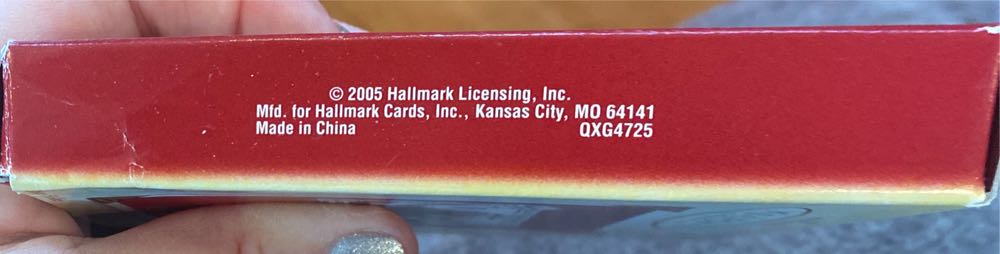 © 2005 Hallmark Licensing, Inc.
Mfd. for Hallmark Cards, Inc., Kansas City, MO 64141
Made in China QXG4725